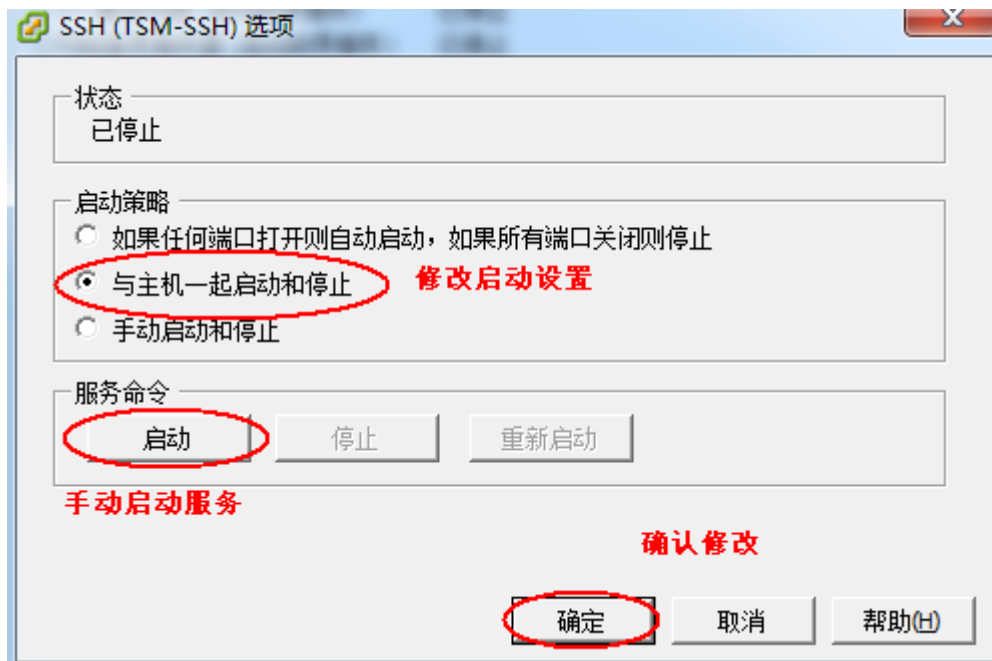 SSH (TSM-SSH) 选项
状态
已停止
启动策略
如果任何端口打开则自动启动，如果所有端口关闭则停止
与主机一起启动和停止 修改启动设置
手动启动和停止
服务命令
启动 停止 重新启动
手动启动服务
确认修改
确定 取消 帮助(H)